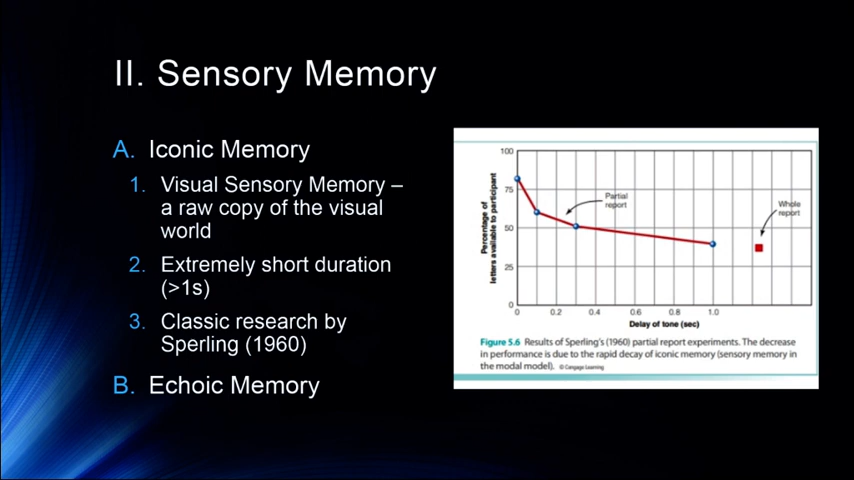 II. Sensory Memory
A. Iconic Memory
1. Visual Sensory Memory –
a raw copy of the visual
world
2. Extremely short duration
(>1s)
3. Classic research by
Sperling (1960)
B. Echoic Memory
100
75
50
25
0
Percentage of
letters available to participant
Partial
report
Whole
report
0 0.2 0.4 0.6 0.8 1.0
Delay of tone (sec)
Figure 5.6 Results of Sperling's (1960) partial report experiments. The decrease
in performance is due to the rapid decay of iconic memory (sensory memory in
the modal model). © Cengage Learning